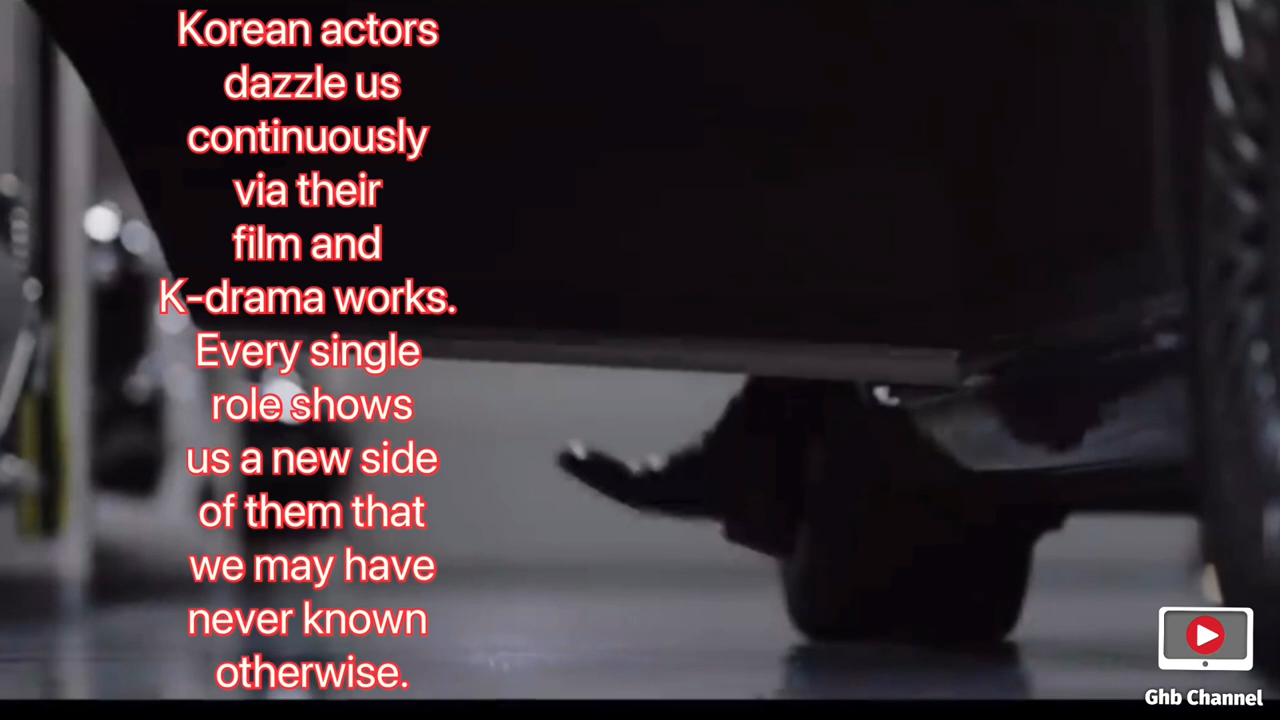 Korean actors
dazzle us
continuously
via their
film and
K-drama works.
Every single
role shows
us a new side
of them that
we may have
never known
otherwise.
Ghb Channel